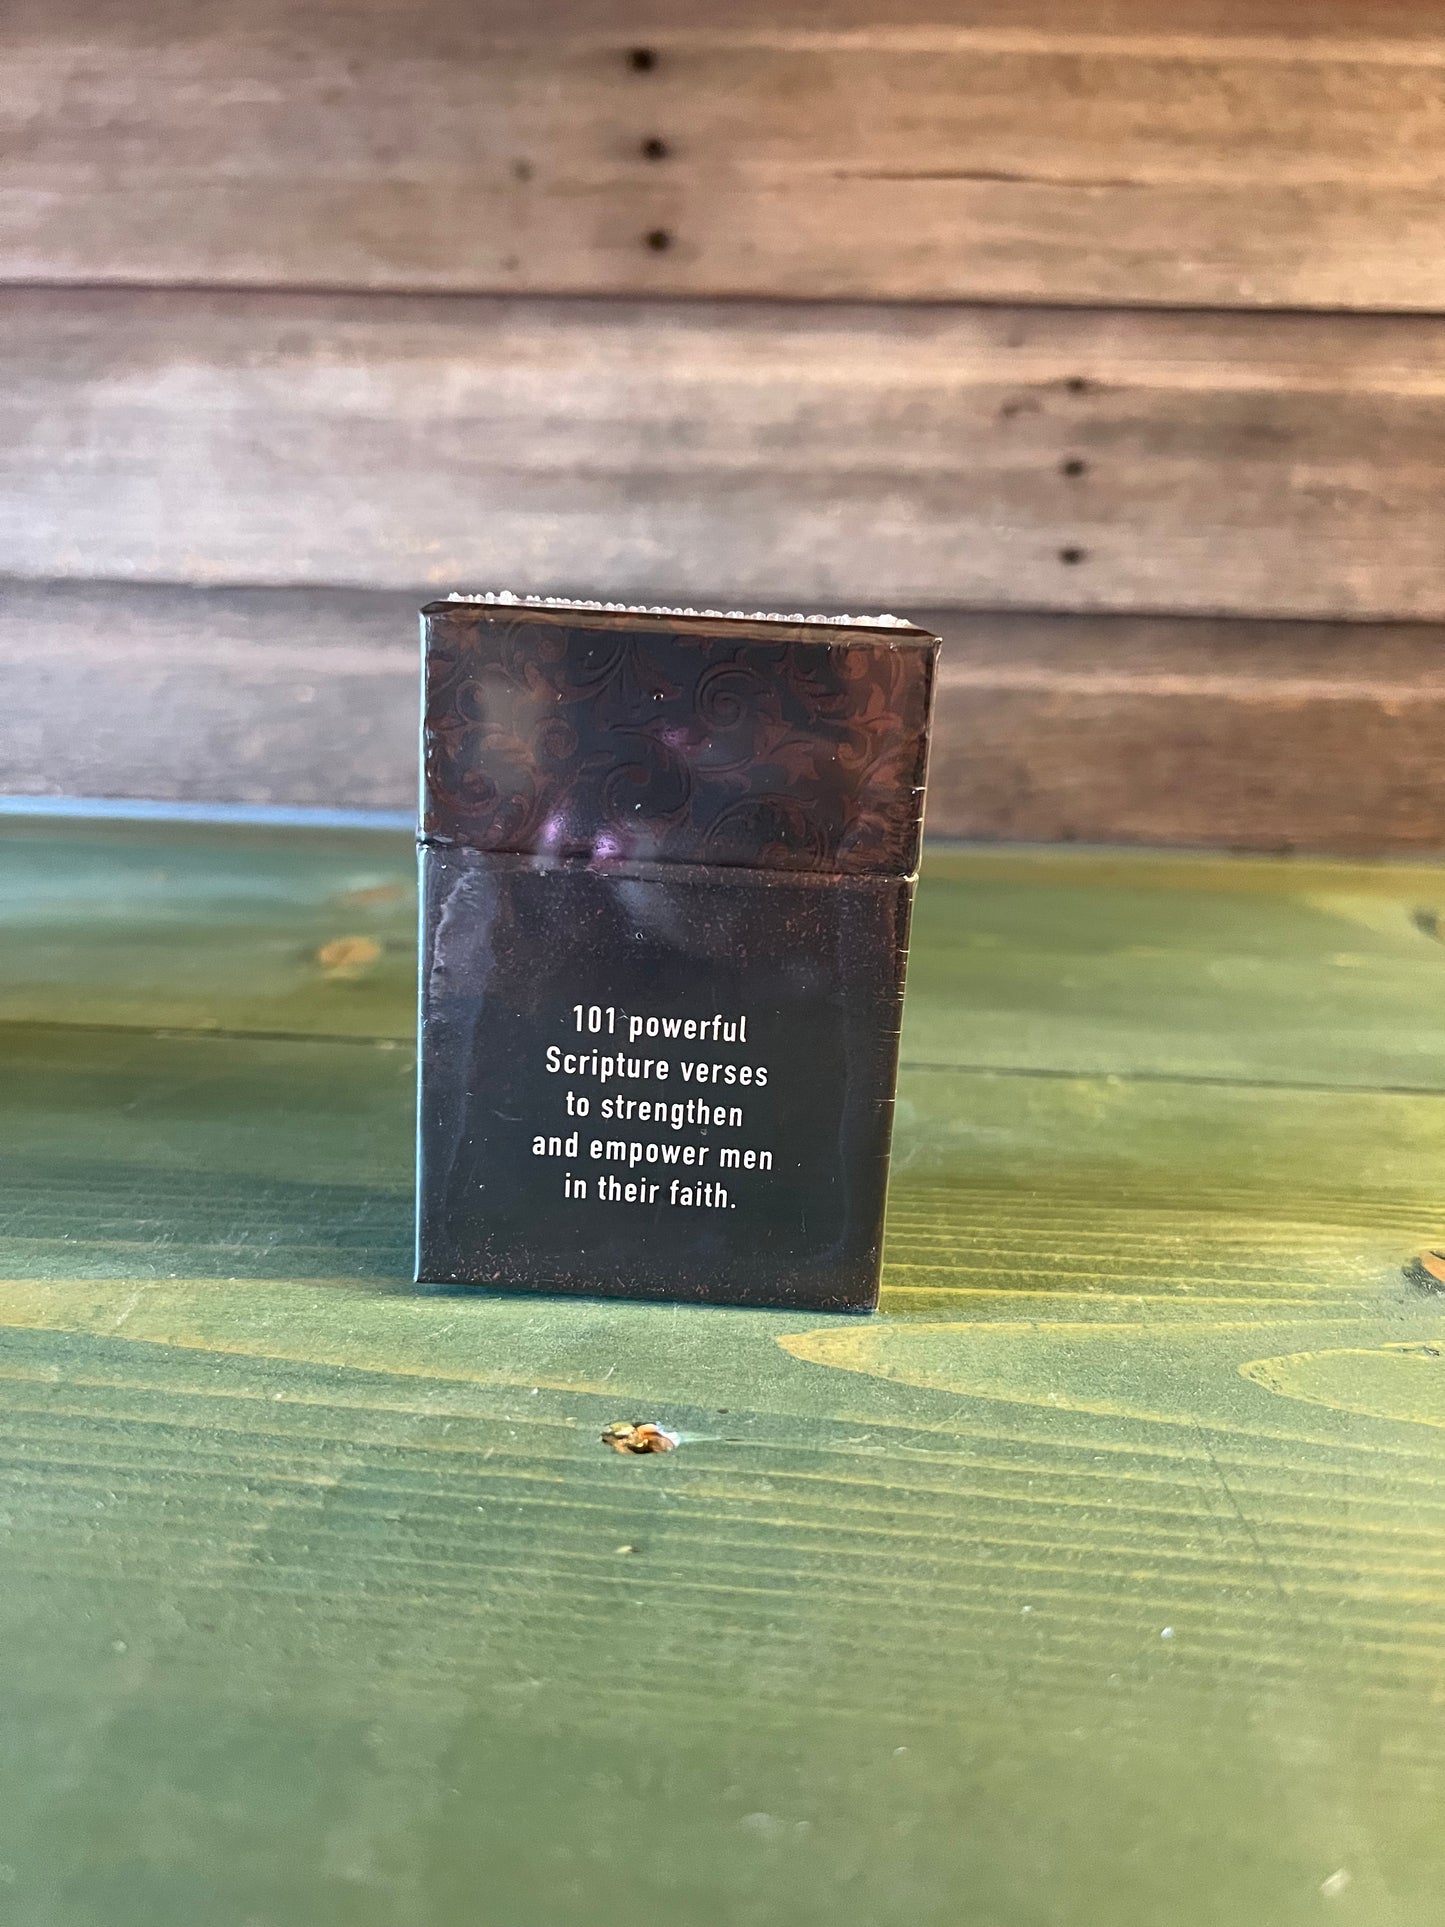 101 powerful
Scripture verses
to strengthen
and empower men
in their faith.